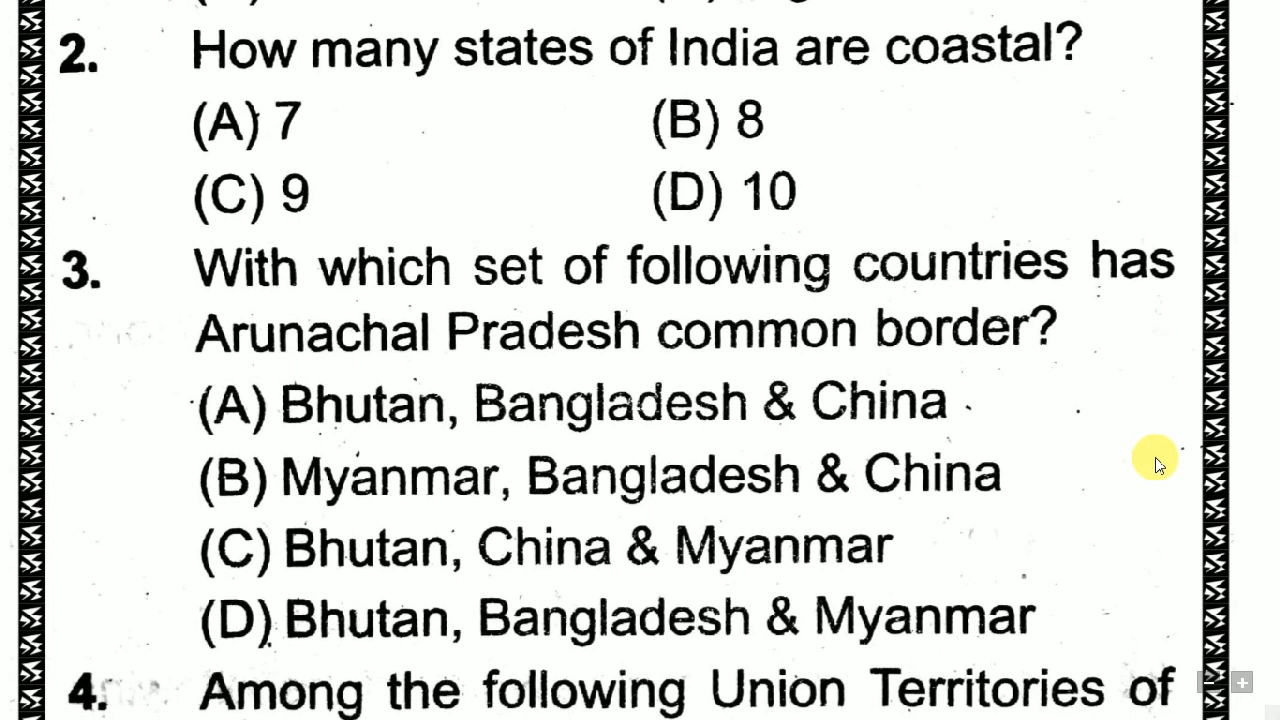 2. How many states of India are coastal?
(A) 7 (B) 8
(C) 9 (D) 10
3. With which set of following countries has
Arunachal Pradesh common border?
(A) Bhutan, Bangladesh & China
(B) Myanmar, Bangladesh & China
(C) Bhutan, China & Myanmar
(D) Bhutan, Bangladesh & Myanmar
4. Among the following Union Territories of